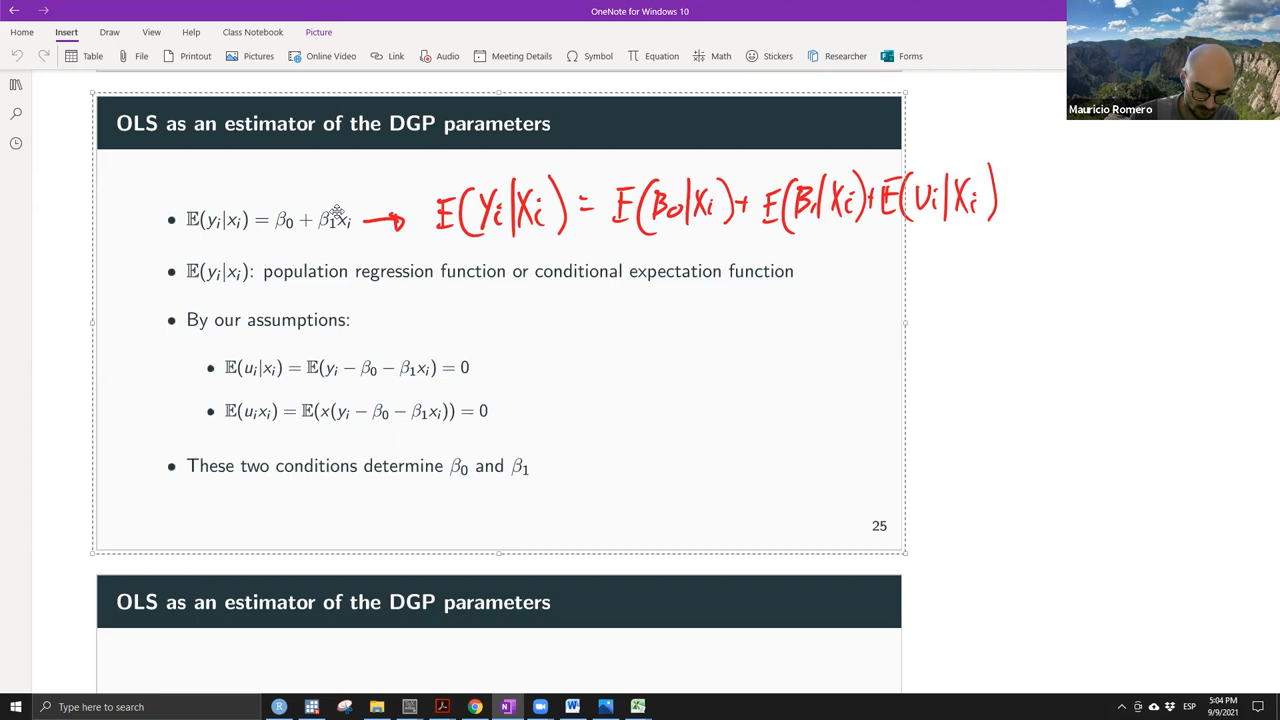 OneNote for Windows 10
Home Insert Draw View Help Class Notebook Picture
Table File Printout Pictures Online Video Link Audio Meeting Details Symbol Equation Math Stickers Researcher Forms
Mauricio Romero
OLS as an estimator of the DGP parameters
• 𝔼(yᵢ|xᵢ) = β₀ + β₁xᵢ → E(Yᵢ|Xᵢ) = E(B₀|Xᵢ) + E(B₁|Xᵢ) + E(Uᵢ|Xᵢ)
• 𝔼(yᵢ|xᵢ): population regression function or conditional expectation function
• By our assumptions:
• 𝔼(uᵢ|xᵢ) = 𝔼(yᵢ − β₀ − β₁xᵢ) = 0
• 𝔼(uᵢxᵢ) = 𝔼(x(yᵢ − β₀ − β₁xᵢ)) = 0
• These two conditions determine β₀ and β₁
25
OLS as an estimator of the DGP parameters
Type here to search
ESP
5:04 PM
9/9/2021